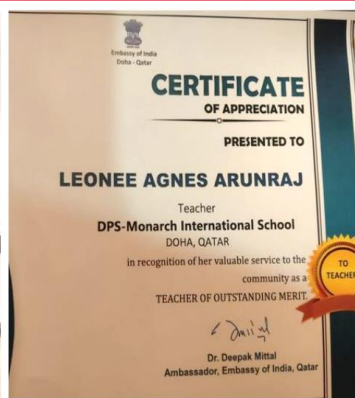 Embassy of India
Doha - Qatar
CERTIFICATE
OF APPRECIATION
PRESENTED TO
LEONEE AGNES ARUNRAJ
Teacher
DPS-Monarch International School
DOHA, QATAR
in recognition of her valuable service to the
community as a
TEACHER OF OUTSTANDING MERIT.
TO
TEACHER
Dr. Deepak Mittal
Ambassador, Embassy of India, Qatar